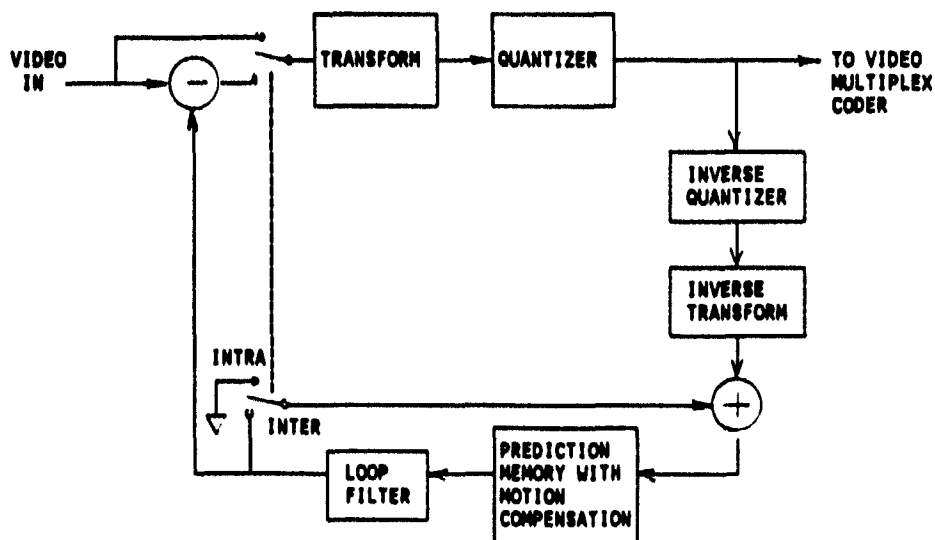 VIDEO
IN
-
TRANSFORM
QUANTIZER
TO VIDEO
MULTIPLEX
CODER
INVERSE
QUANTIZER
INVERSE
TRANSFORM
INTRA
+
INTER
LOOP
FILTER
PREDICTION
MEMORY WITH
MOTION
COMPENSATION